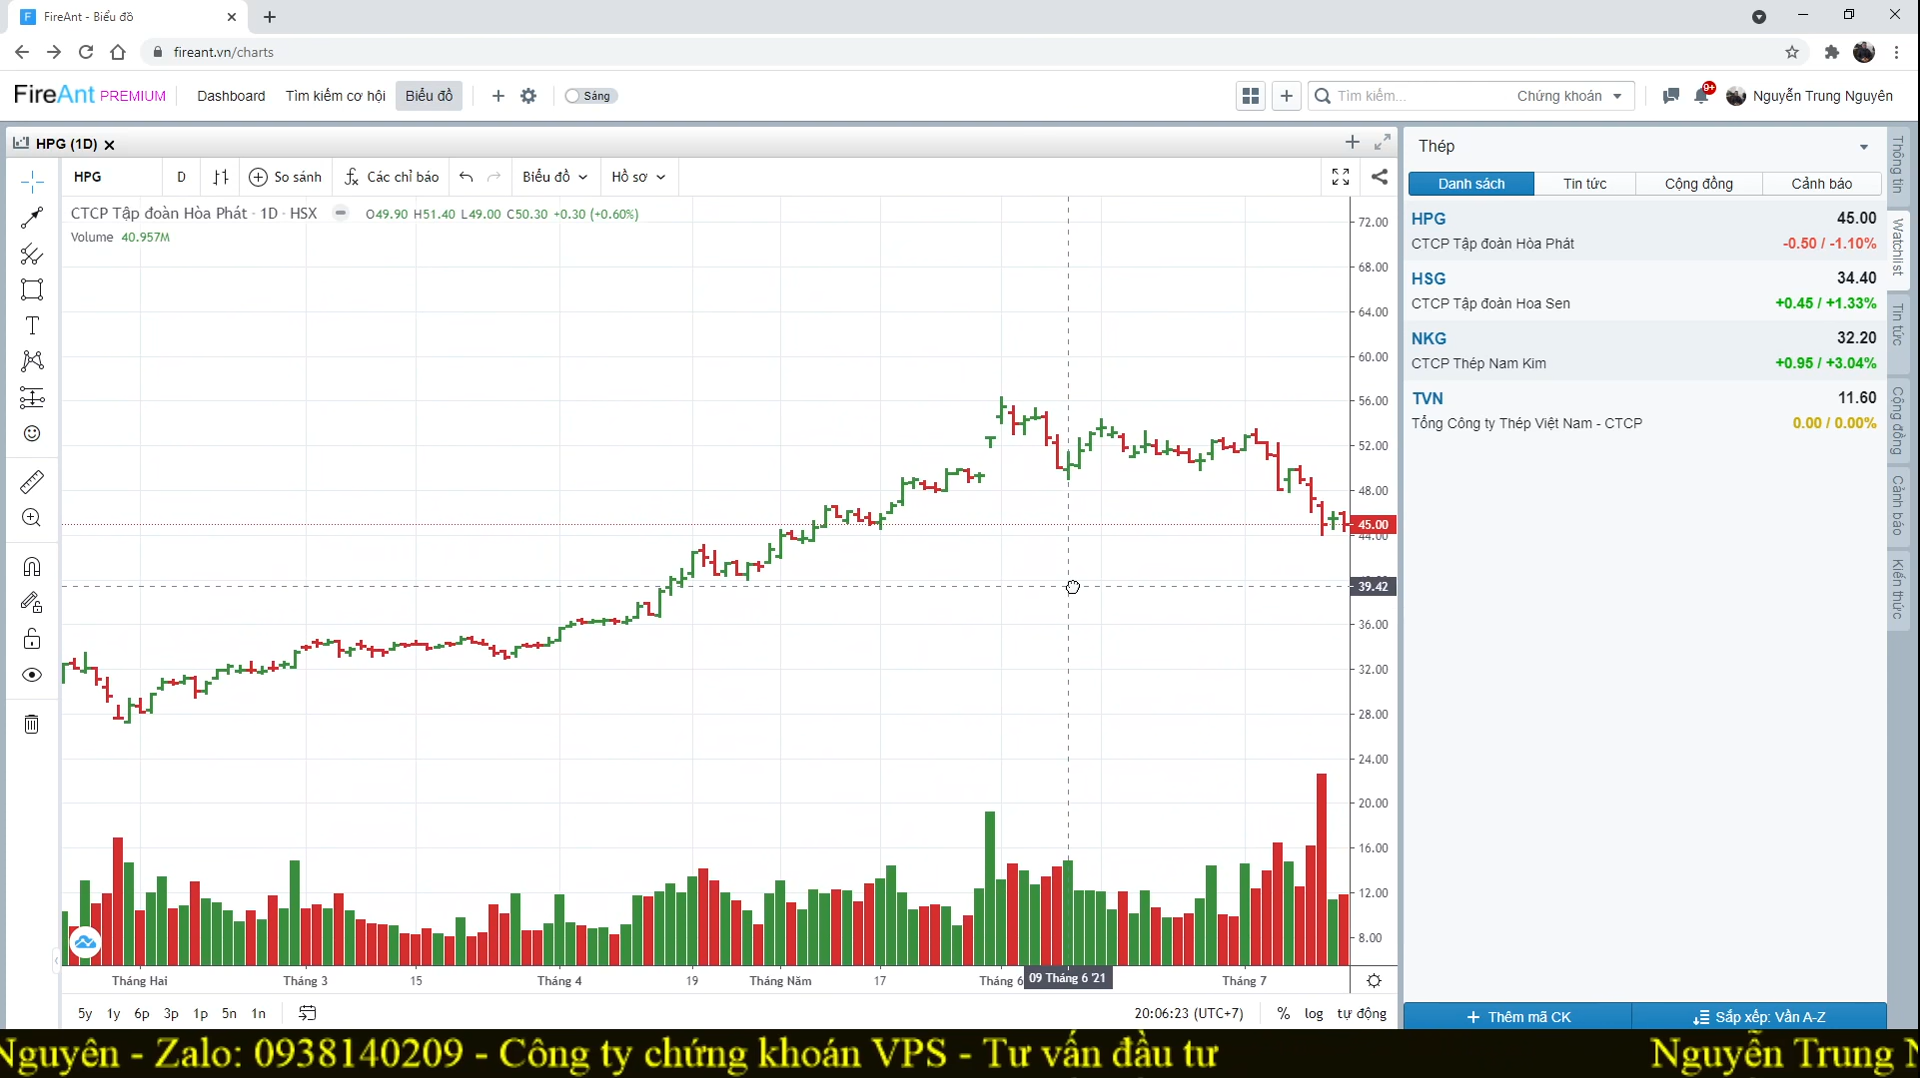 FireAnt - Biểu đồ
fireant.vn/charts
FireAnt PREMIUM Dashboard Tìm kiếm cơ hội Biểu đồ Sáng Tìm kiếm... Chứng khoán 9+ Nguyễn Trung Nguyên
HPG (1D)
HPG D So sánh Các chỉ báo Biểu đồ Hồ sơ
CTCP Tập đoàn Hòa Phát · 1D · HSX O49.90 H51.40 L49.00 C50.30 +0.30 (+0.60%)
Volume 40.957M
72.00
68.00
64.00
60.00
56.00
52.00
48.00
45.00
44.00
39.42
36.00
32.00
28.00
24.00
20.00
16.00
12.00
8.00
Tháng Hai Tháng 3 15 Tháng 4 19 Tháng Năm 17 Tháng 6 09 Tháng 6 '21 Tháng 7
5y 1y 6p 3p 1p 5n 1n 20:06:23 (UTC+7) % log tự động
Thép
Danh sách Tin tức Cộng đồng Cảnh báo
HPG 45.00
CTCP Tập đoàn Hòa Phát -0.50 / -1.10%
HSG 34.40
CTCP Tập đoàn Hoa Sen +0.45 / +1.33%
NKG 32.20
CTCP Thép Nam Kim +0.95 / +3.04%
TVN 11.60
Tổng Công ty Thép Việt Nam - CTCP 0.00 / 0.00%
Thêm mã CK Sắp xếp: Vần A-Z
Thông tin
Watchlist
Tin tức
Cộng đồng
Cảnh báo
Kiến thức
Nguyên - Zalo: 0938140209 - Công ty chứng khoán VPS - Tư vấn đầu tư Nguyễn Trung N